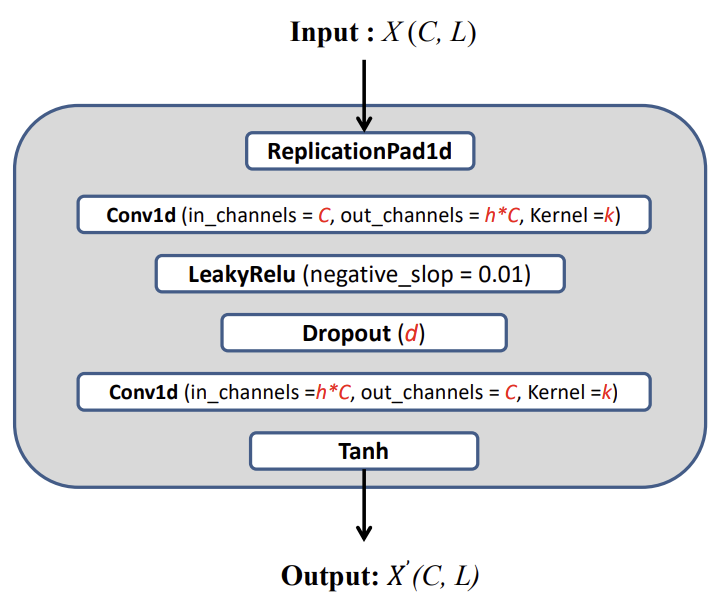 Input : X (C, L)
ReplicationPad1d
Conv1d (in_channels = C, out_channels = h*C, Kernel =k)
LeakyRelu (negative_slop = 0.01)
Dropout (d)
Conv1d (in_channels =h*C, out_channels = C, Kernel =k)
Tanh
Output: X’(C, L)